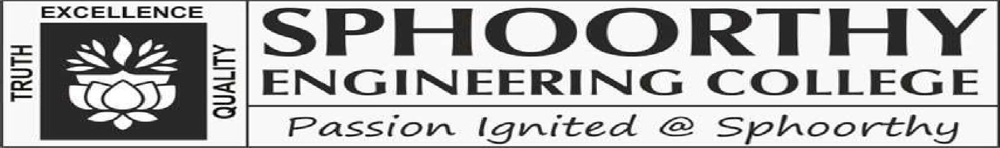 EXCELLENCE
TRUTH
QUALITY
SPHOORTHY
ENGINEERING COLLEGE
Passion Ignited @ Sphoorthy